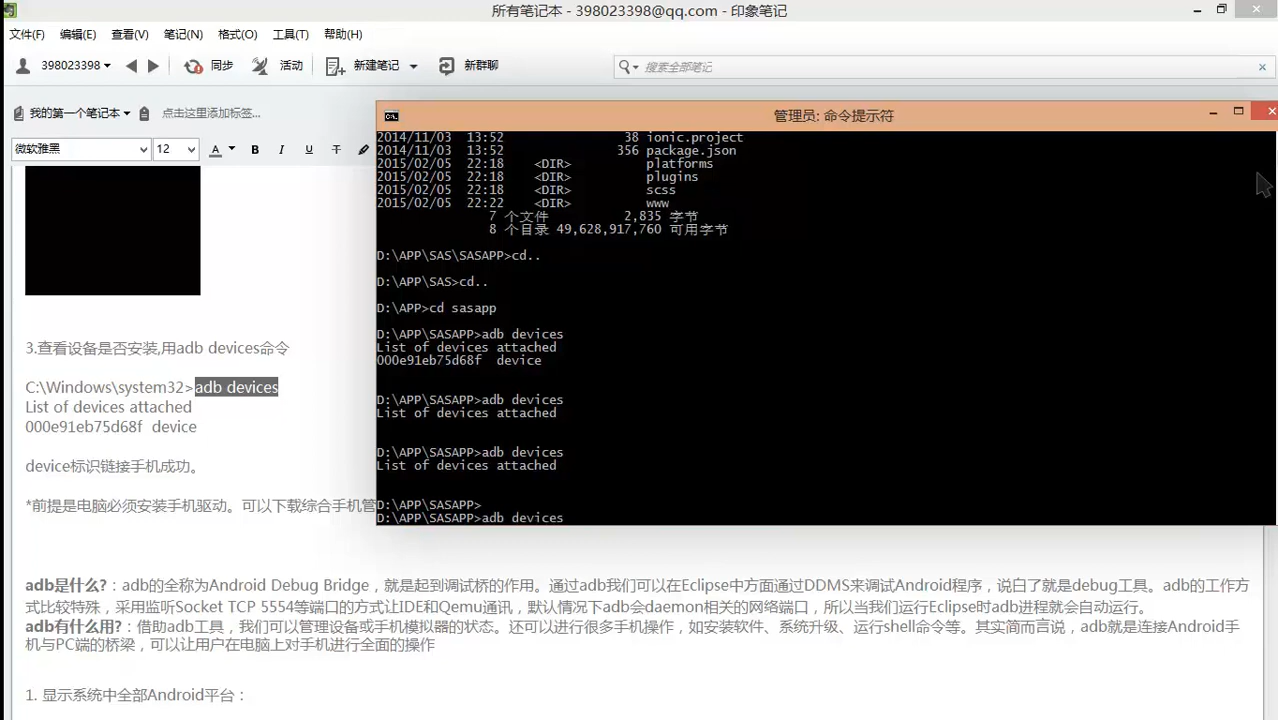 所有笔记本 - 398023398@qq.com - 印象笔记
文件(F) 编辑(E) 查看(V) 笔记(N) 格式(O) 工具(T) 帮助(H)
398023398 同步 活动 新建笔记 新群聊 搜索全部笔记
我的第一个笔记本 点击这里添加标签...
微软雅黑 12 A B I U T
3.查看设备是否安装,用adb devices命令
C:\Windows\system32>adb devices
List of devices attached
000e91eb75d68f device
device标识链接手机成功。
*前提是电脑必须安装手机驱动。可以下载综合手机管
管理员: 命令提示符
2014/11/03 13:52 38 ionic.project
2014/11/03 13:52 356 package.json
2015/02/05 22:18 <DIR> platforms
2015/02/05 22:18 <DIR> plugins
2015/02/05 22:18 <DIR> scss
2015/02/05 22:22 <DIR> www
7 个文件 2,835 字节
8 个目录 49,628,917,760 可用字节
D:\APP\SAS\SASAPP>cd..
D:\APP\SAS>cd..
D:\APP>cd sasapp
D:\APP\SASAPP>adb devices
List of devices attached
000e91eb75d68f device
D:\APP\SASAPP>adb devices
List of devices attached
D:\APP\SASAPP>adb devices
List of devices attached
D:\APP\SASAPP>
D:\APP\SASAPP>adb devices
adb是什么?：adb的全称为Android Debug Bridge，就是起到调试桥的作用。通过adb我们可以在Eclipse中方面通过DDMS来调试Android程序，说白了就是debug工具。adb的工作方
式比较特殊，采用监听Socket TCP 5554等端口的方式让IDE和Qemu通讯，默认情况下adb会daemon相关的网络端口，所以当我们运行Eclipse时adb进程就会自动运行。
adb有什么用?：借助adb工具，我们可以管理设备或手机模拟器的状态。还可以进行很多手机操作，如安装软件、系统升级、运行shell命令等。其实简而言说，adb就是连接Android手
机与PC端的桥梁，可以让用户在电脑上对手机进行全面的操作
1. 显示系统中全部Android平台：